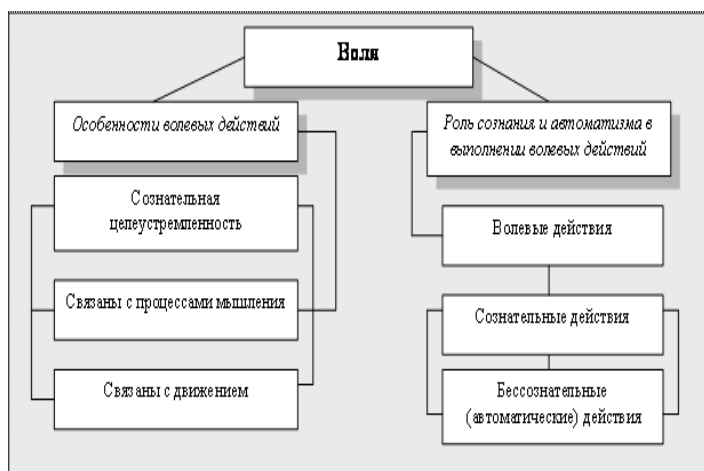 Воля
Особенности волевых действий
Сознательная
целеустремленность
Связаны с процессами мышления
Связаны с движением
Роль сознания и автоматизма в
выполнении волевых действий
Волевые действия
Сознательные действия
Бессознательные
(автоматические) действия